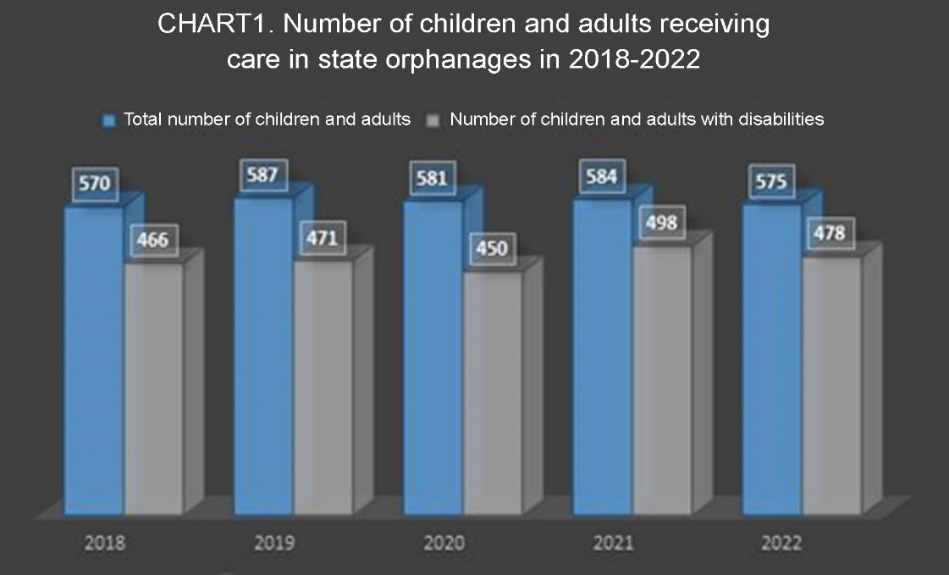 CHART1. Number of children and adults receiving
care in state orphanages in 2018-2022
Total number of children and adults Number of children and adults with disabilities
570 466 587 471 581 450 584 498 575 478
2018 2019 2020 2021 2022